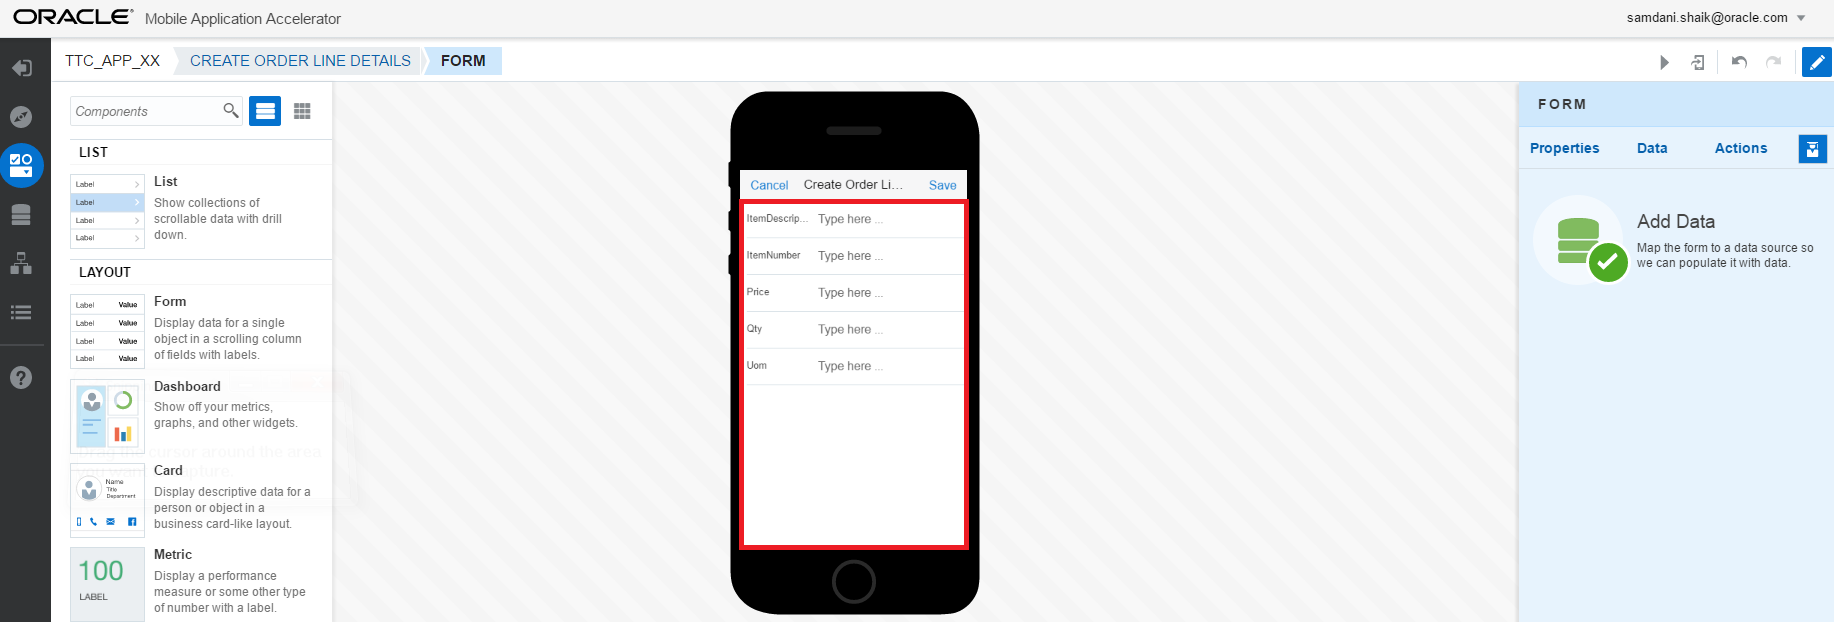 ORACLE® Mobile Application Accelerator
samdani.shaik@oracle.com
TTC_APP_XX
CREATE ORDER LINE DETAILS
FORM
Components
LIST
Label
Label
Label
Label
List
Show collections of
scrollable data with drill
down.
LAYOUT
Label Value
Label Value
Label Value
Label Value
Form
Display data for a single
object in a scrolling column
of fields with labels.
Dashboard
Show off your metrics,
graphs, and other widgets.
Name
Title
Department
Card
Display descriptive data for a
person or object in a
business card-like layout.
100
LABEL
Metric
Display a performance
measure or some other type
of number with a label.
Cancel Create Order Li... Save
ItemDescrip... Type here ...
ItemNumber Type here ...
Price Type here ...
Qty Type here ...
Uom Type here ...
FORM
Properties Data Actions
Add Data
Map the form to a data source so
we can populate it with data.